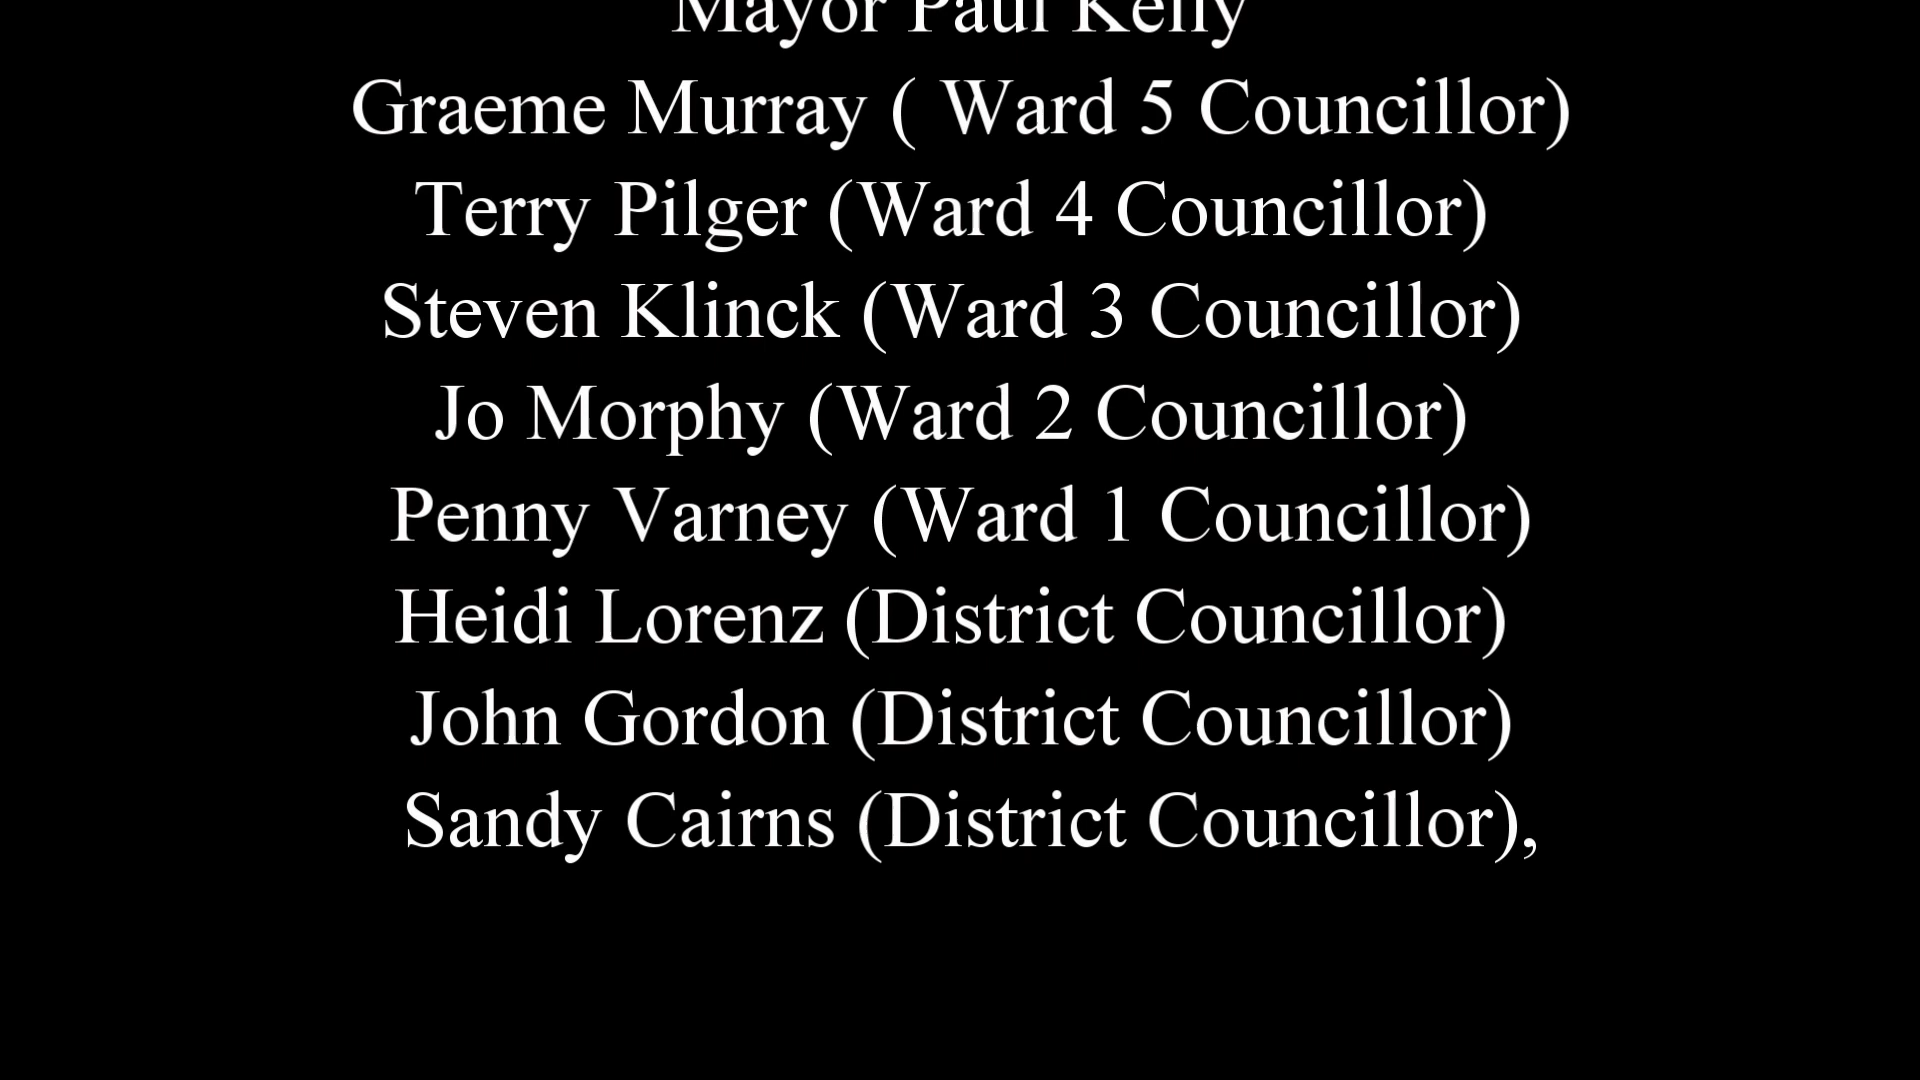 Mayor Paul Kelly
Graeme Murray ( Ward 5 Councillor)
Terry Pilger (Ward 4 Councillor)
Steven Klinck (Ward 3 Councillor)
Jo Morphy (Ward 2 Councillor)
Penny Varney (Ward 1 Councillor)
Heidi Lorenz (District Councillor)
John Gordon (District Councillor)
Sandy Cairns (District Councillor),